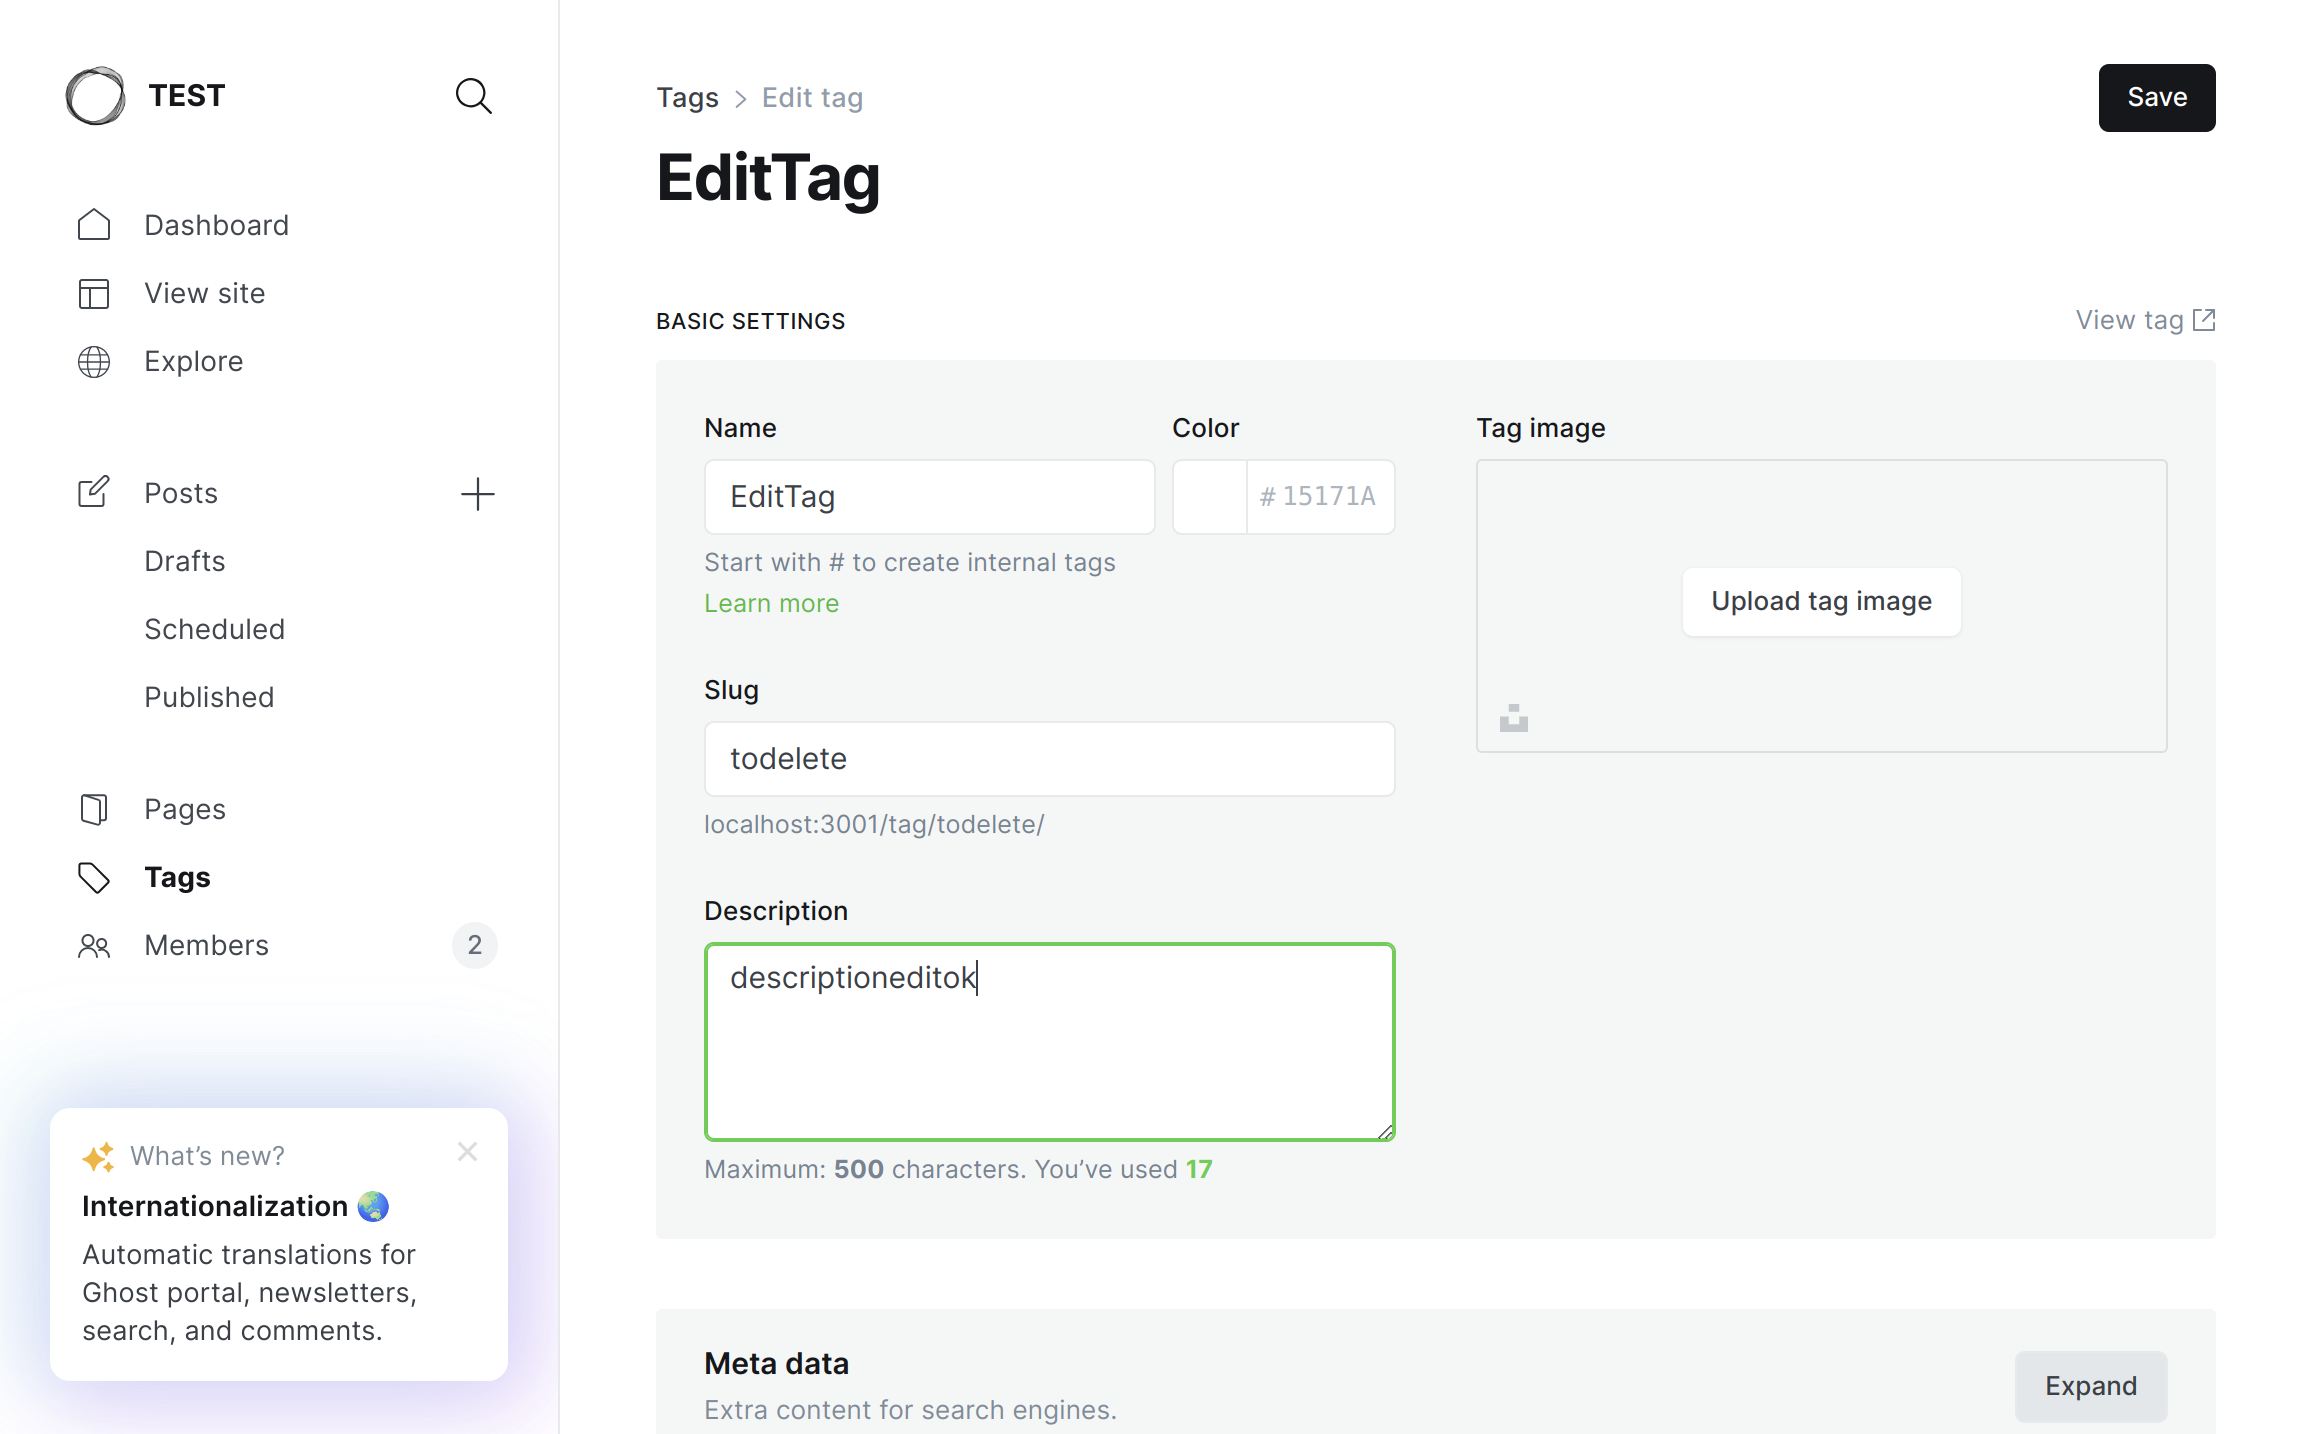 TEST
Dashboard
View site
Explore
Posts
Drafts
Scheduled
Published
Pages
Tags
Members
2
What’s new?
Internationalization 🌏
Automatic translations for
Ghost portal, newsletters,
search, and comments.
Tags > Edit tag
Save
EditTag
BASIC SETTINGS
View tag
Name
EditTag
Start with # to create internal tags
Learn more
Color
# 15171A
Tag image
Upload tag image
Slug
todelete
localhost:3001/tag/todelete/
Description
descriptioneditok
Maximum: 500 characters. You’ve used 17
Meta data
Extra content for search engines.
Expand